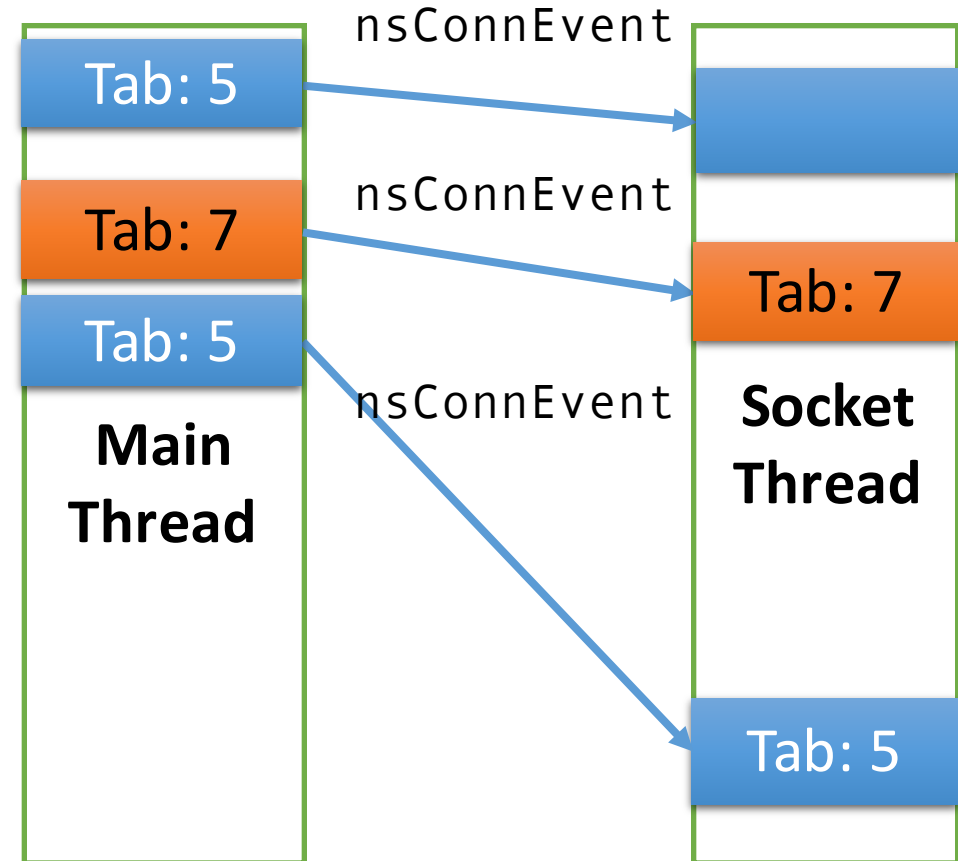 nsConnEvent
Tab: 5
nsConnEvent
Tab: 7
Tab: 7
Tab: 5
nsConnEvent
Main
Thread
Socket
Thread
Tab: 5